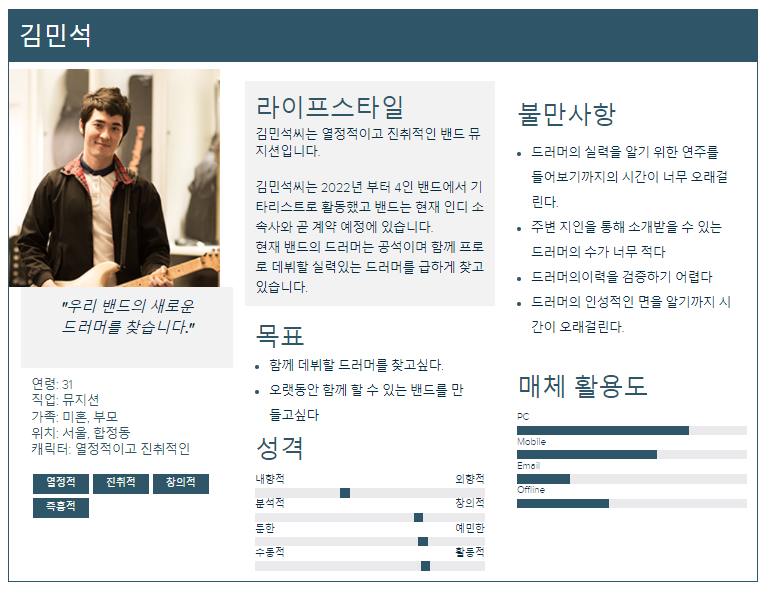 김민석
"우리 밴드의 새로운
드러머를 찾습니다."
연령: 31
직업: 뮤지션
가족: 미혼, 부모
위치: 서울, 합정동
캐릭터: 열정적이고 진취적인
열정적 진취적 창의적
즉흥적
라이프스타일
김민석씨는 열정적이고 진취적인 밴드 뮤
지션입니다.
김민석씨는 2022년 부터 4인 밴드에서 기
타리스트로 활동했고 밴드는 현재 인디 소
속사와 곧 계약 예정에 있습니다.
현재 밴드의 드러머는 공석이며 함께 프로
로 데뷔할 실력있는 드러머를 급하게 찾고
있습니다.
목표
• 함께 데뷔할 드러머를 찾고싶다.
• 오랫동안 함께 할 수 있는 밴드를 만
들고싶다
성격
내향적 외향적
분석적 창의적
둔한 예민한
수동적 활동적
불만사항
• 드러머의 실력을 알기 위한 연주를
들어보기까지의 시간이 너무 오래걸
린다.
• 주변 지인을 통해 소개받을 수 있는
드러머의 수가 너무 적다
• 드러머의이력을 검증하기 어렵다
• 드러머의 인성적인 면을 알기까지 시
간이 오래걸린다.
매체 활용도
PC
Mobile
Email
Offline